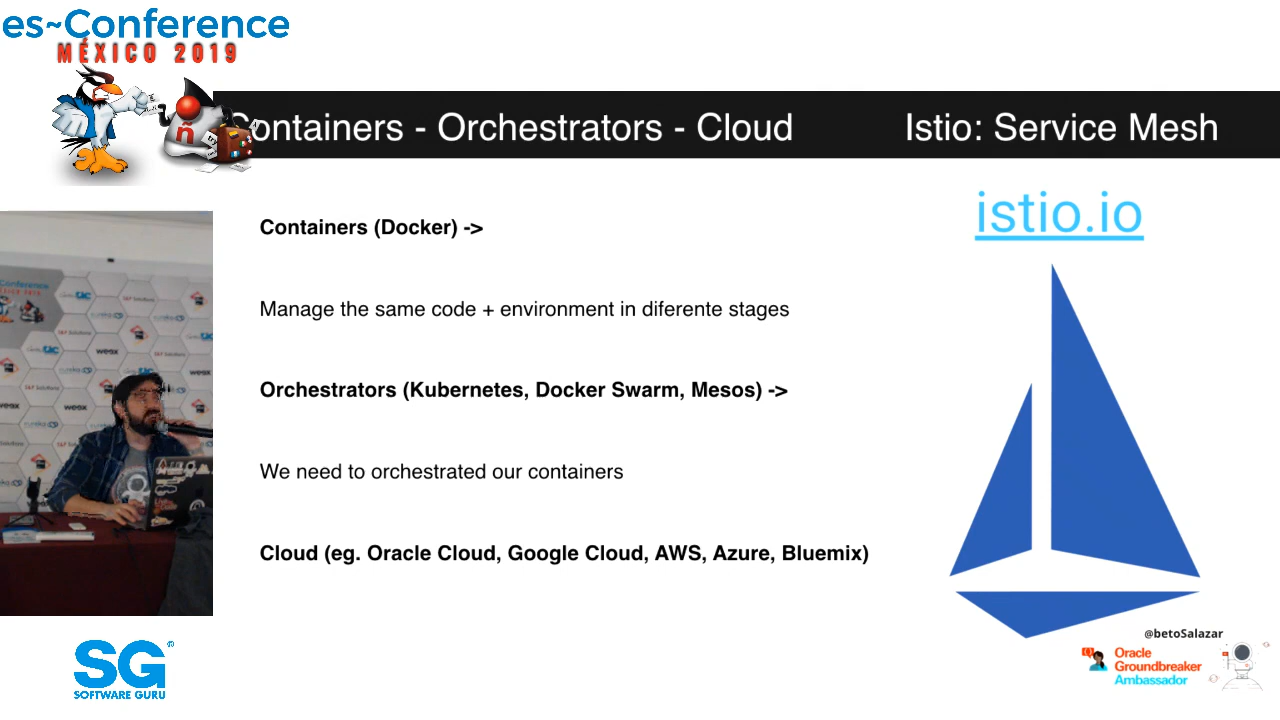 es~Conference
MÉXICO 2019
Containers - Orchestrators - Cloud
Istio: Service Mesh
istio.io
Containers (Docker) ->
Manage the same code + environment in diferente stages
Orchestrators (Kubernetes, Docker Swarm, Mesos) ->
We need to orchestrated our containers
Cloud (eg. Oracle Cloud, Google Cloud, AWS, Azure, Bluemix)
ñ
weox
weox
SG®
SOFTWARE GURU
@betoSalazar
Oracle
Groundbreaker
Ambassador